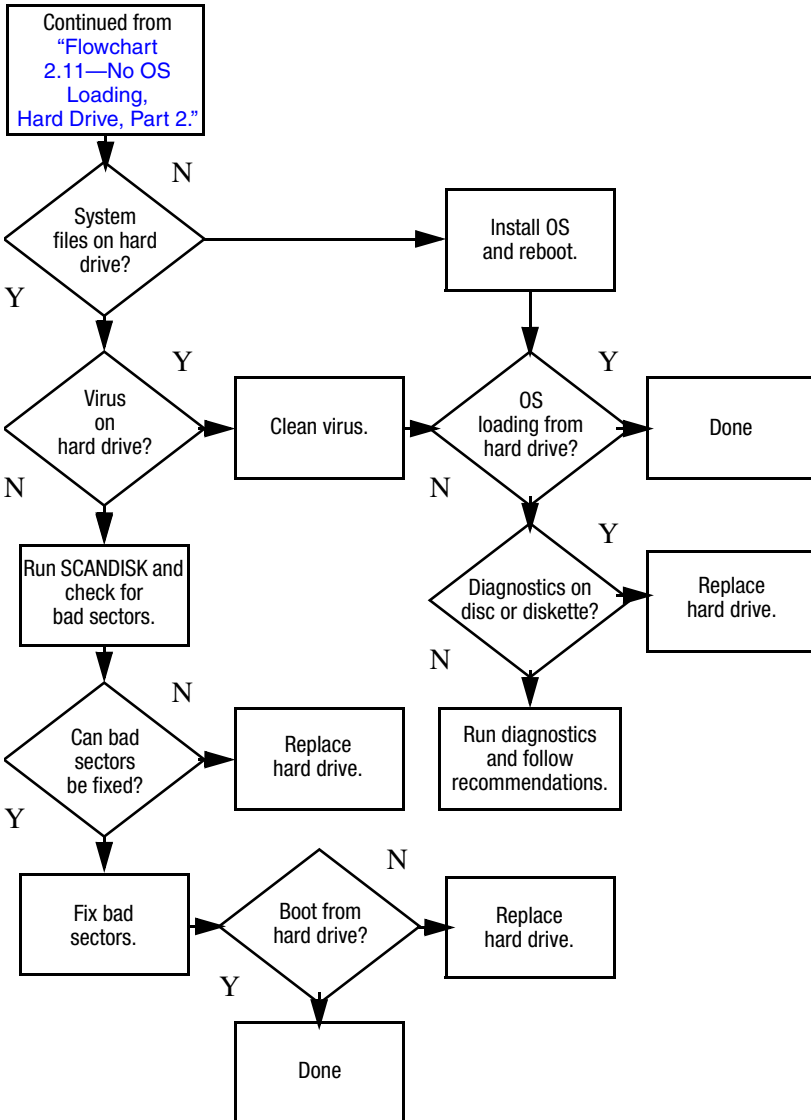 Continued from
“Flowchart
2.11—No OS
Loading,
Hard Drive, Part 2.”
N
System
files on hard
drive?
Install OS
and reboot.
Y
Y
Virus
on
hard drive?
Clean virus.
Y
OS
loading from
hard drive?
Done
N
N
Run SCANDISK and
check for
bad sectors.
Y
Diagnostics on
disc or diskette?
Replace
hard drive.
N
N
Can bad
sectors
be fixed?
Replace
hard drive.
Run diagnostics
and follow
recommendations.
Y
Fix bad
sectors.
N
Boot from
hard drive?
Replace
hard drive.
Y
Done